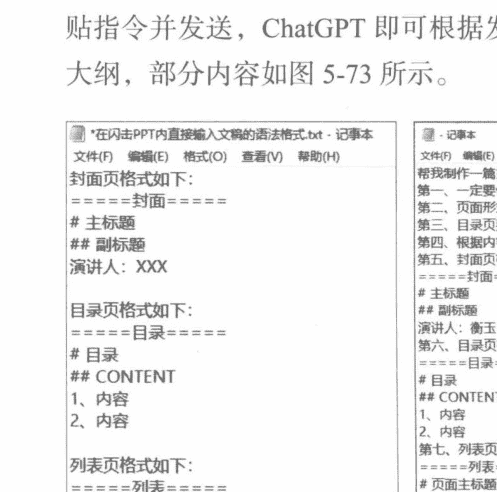 贴指令并发送，ChatGPT 即可根据发
大纲，部分内容如图 5-73 所示。
*在闪击PPT内直接输入文稿的语法格式.txt - 记事本
文件(F) 编辑(E) 格式(O) 查看(V) 帮助(H)
封面页格式如下：
=====封面=====
# 主标题
## 副标题
演讲人：XXX
目录页格式如下：
=====目录=====
# 目录
## CONTENT
1、内容
2、内容
列表页格式如下：
=====列表=====
- 记事本
文件(F) 编辑(E)
帮我制作一篇
第一、一定要
第二、页面形
第三、目录页
第四、根据内
第五、封面页
=====封面=
# 主标题
## 副标题
演讲人：衡玉
第六、目录页
=====目录=
# 目录
## CONTENT
1、内容
2、内容
第七、列表页
=====列表=
# 页面主标题